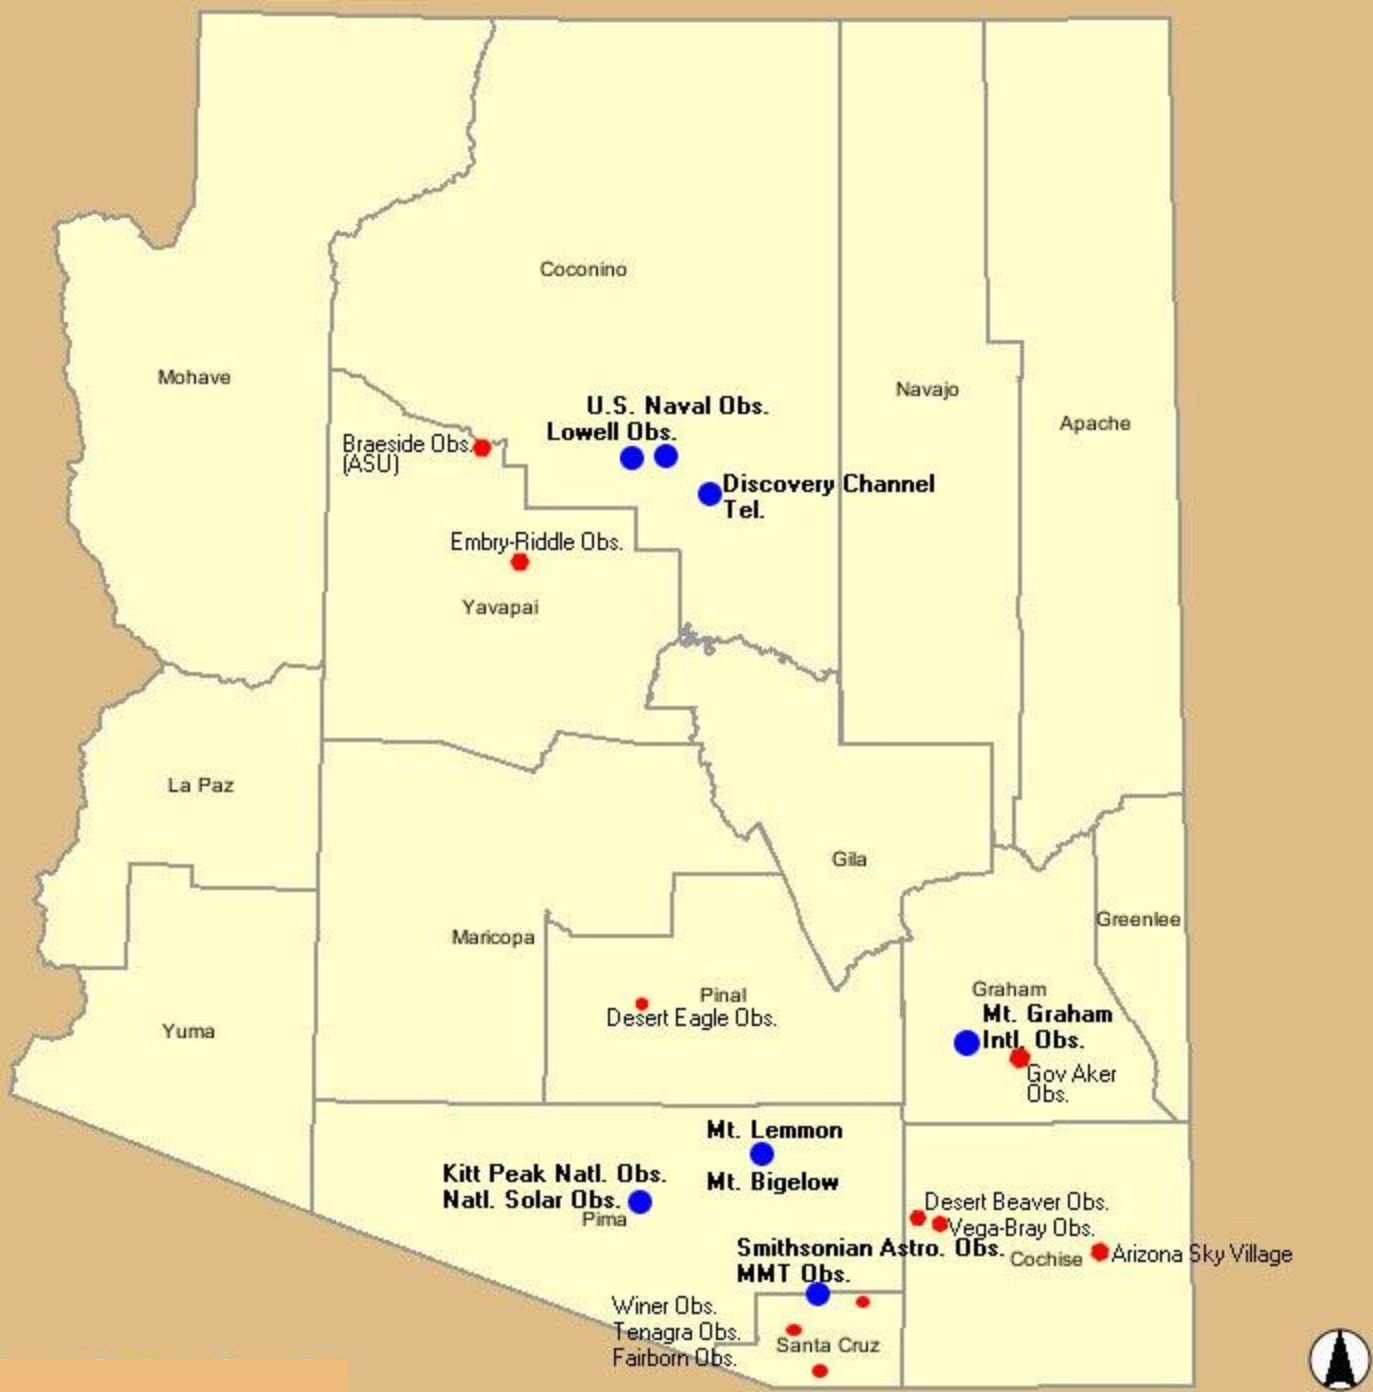 Coconino
Mohave
Navajo
U.S. Naval Obs.
Lowell Obs.
Apache
Braeside Obs.
(ASU)
Discovery Channel
Tel.
Embry-Riddle Obs.
Yavapai
La Paz
Gila
Greenlee
Maricopa
Pinal
Desert Eagle Obs.
Graham
Mt. Graham
Intl. Obs.
Yuma
Gov Aker
Obs.
Mt. Lemmon
Mt. Bigelow
Kitt Peak Natl. Obs.
Natl. Solar Obs.
Pima
Desert Beaver Obs.
Vega-Bray Obs.
Smithsonian Astro. Obs.
MMT Obs.
Cochise
Arizona Sky Village
Winer Obs.
Tenagra Obs.
Fairborn Obs.
Santa Cruz